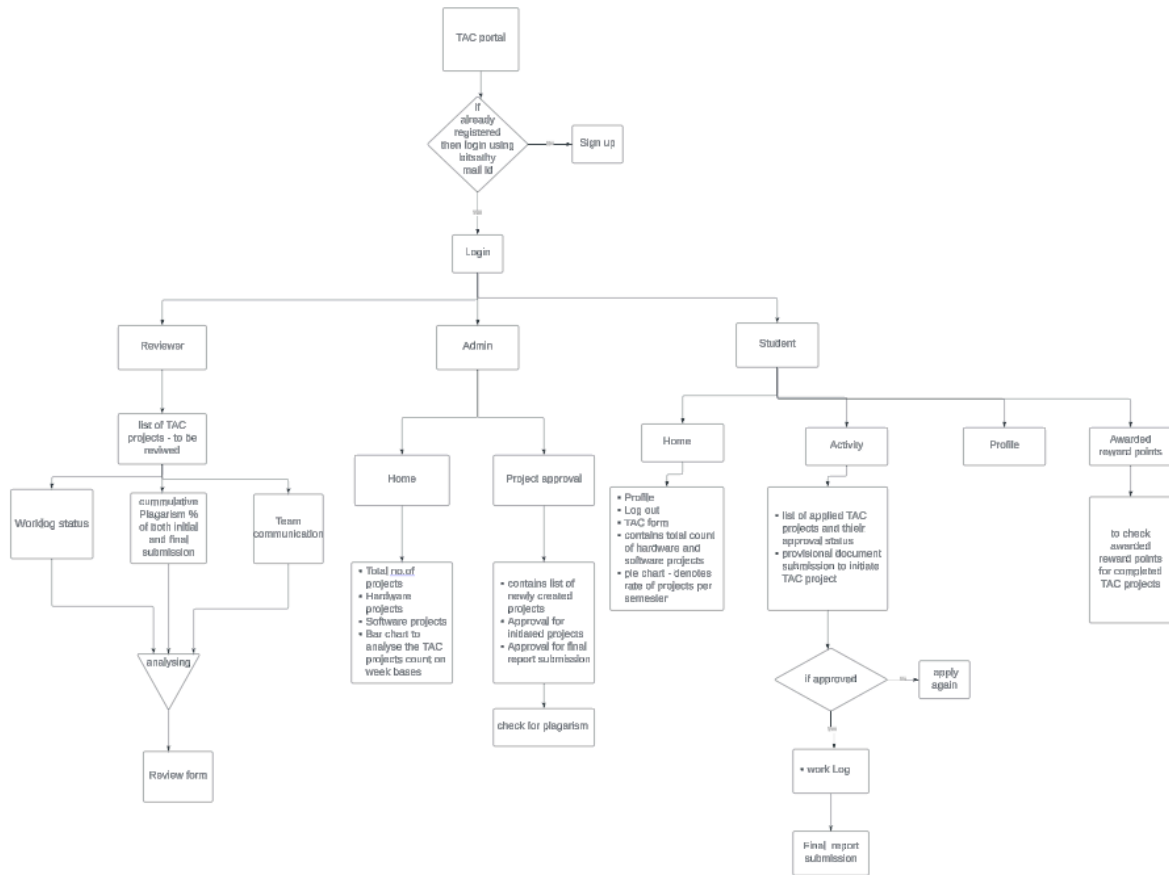 TAC portal
If
already
registered
then login using
bitsathy
mail id
Sign up
Login
Reviewer
Admin
Student
list of TAC
projects - to be
reviwed
Home
Project approval
Home
Activity
Profile
Awarded
reward points
Worklog status
cummulative
Plagarism %
of both initial
and final
submission
Team
communication
• Total no.of
projects
• Hardware
projects
• Software projects
• Bar chart to
analyse the TAC
projects count on
week bases
• contains list of
newly created
projects
• Approval for
initiated projects
• Approval for final
report submission
• Profile
• Log out
• TAC form
• contains total count
of hardware and
software projects
• pie chart - denotes
rate of projects per
semester
• list of applied TAC
projects and thier
approval status
• provisional document
submission to initiate
TAC project
to check
awarded
reward points
for completed
TAC projects
analysing
if approved
apply
again
check for plagarism
Review form
• work Log
Final report
submission